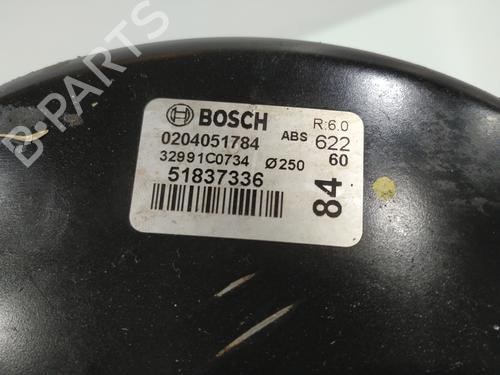 B-PARTS
BOSCH
R:6.0
0204051784 ABS 622
32991C0734 Ø250 60
51837336
84